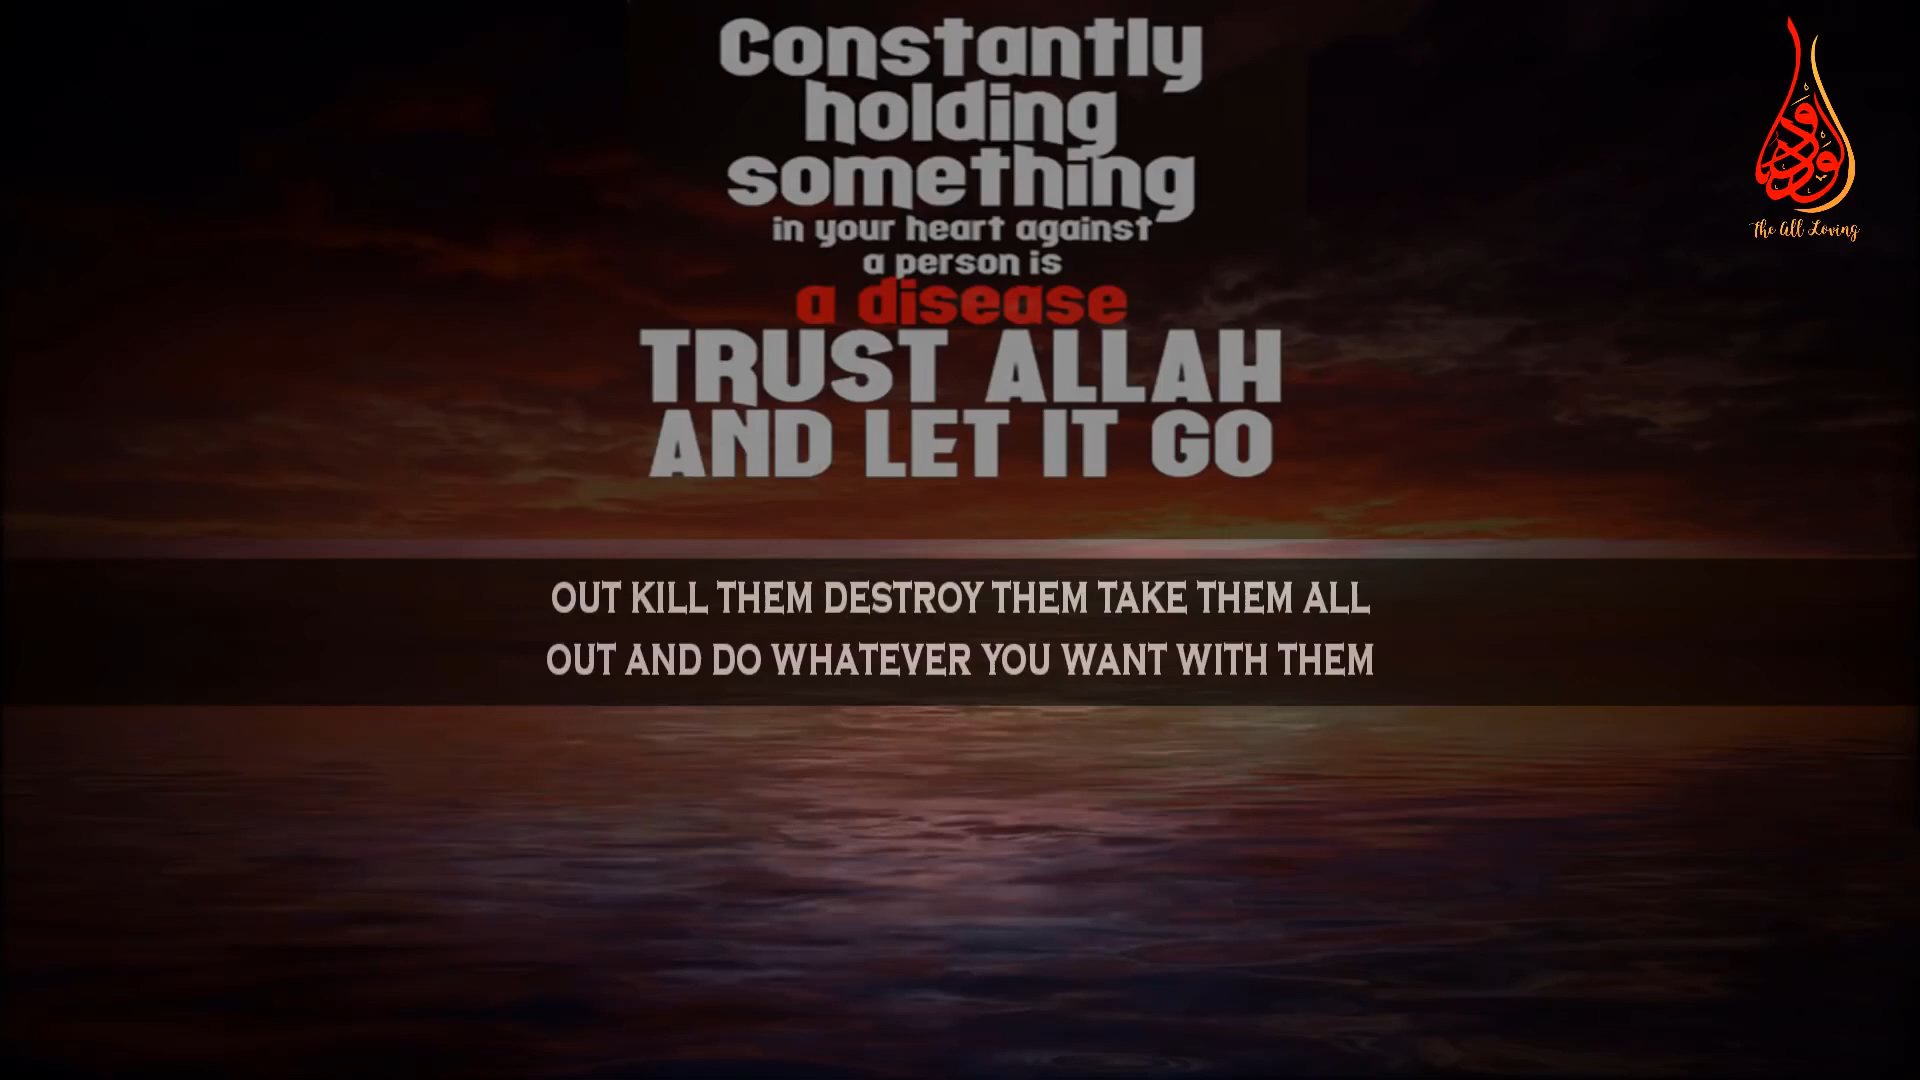 Constantly
holding
something
in your heart against
a person is
a disease
TRUST ALLAH
AND LET IT GO
الودود
The All Loving
OUT KILL THEM DESTROY THEM TAKE THEM ALL
OUT AND DO WHATEVER YOU WANT WITH THEM